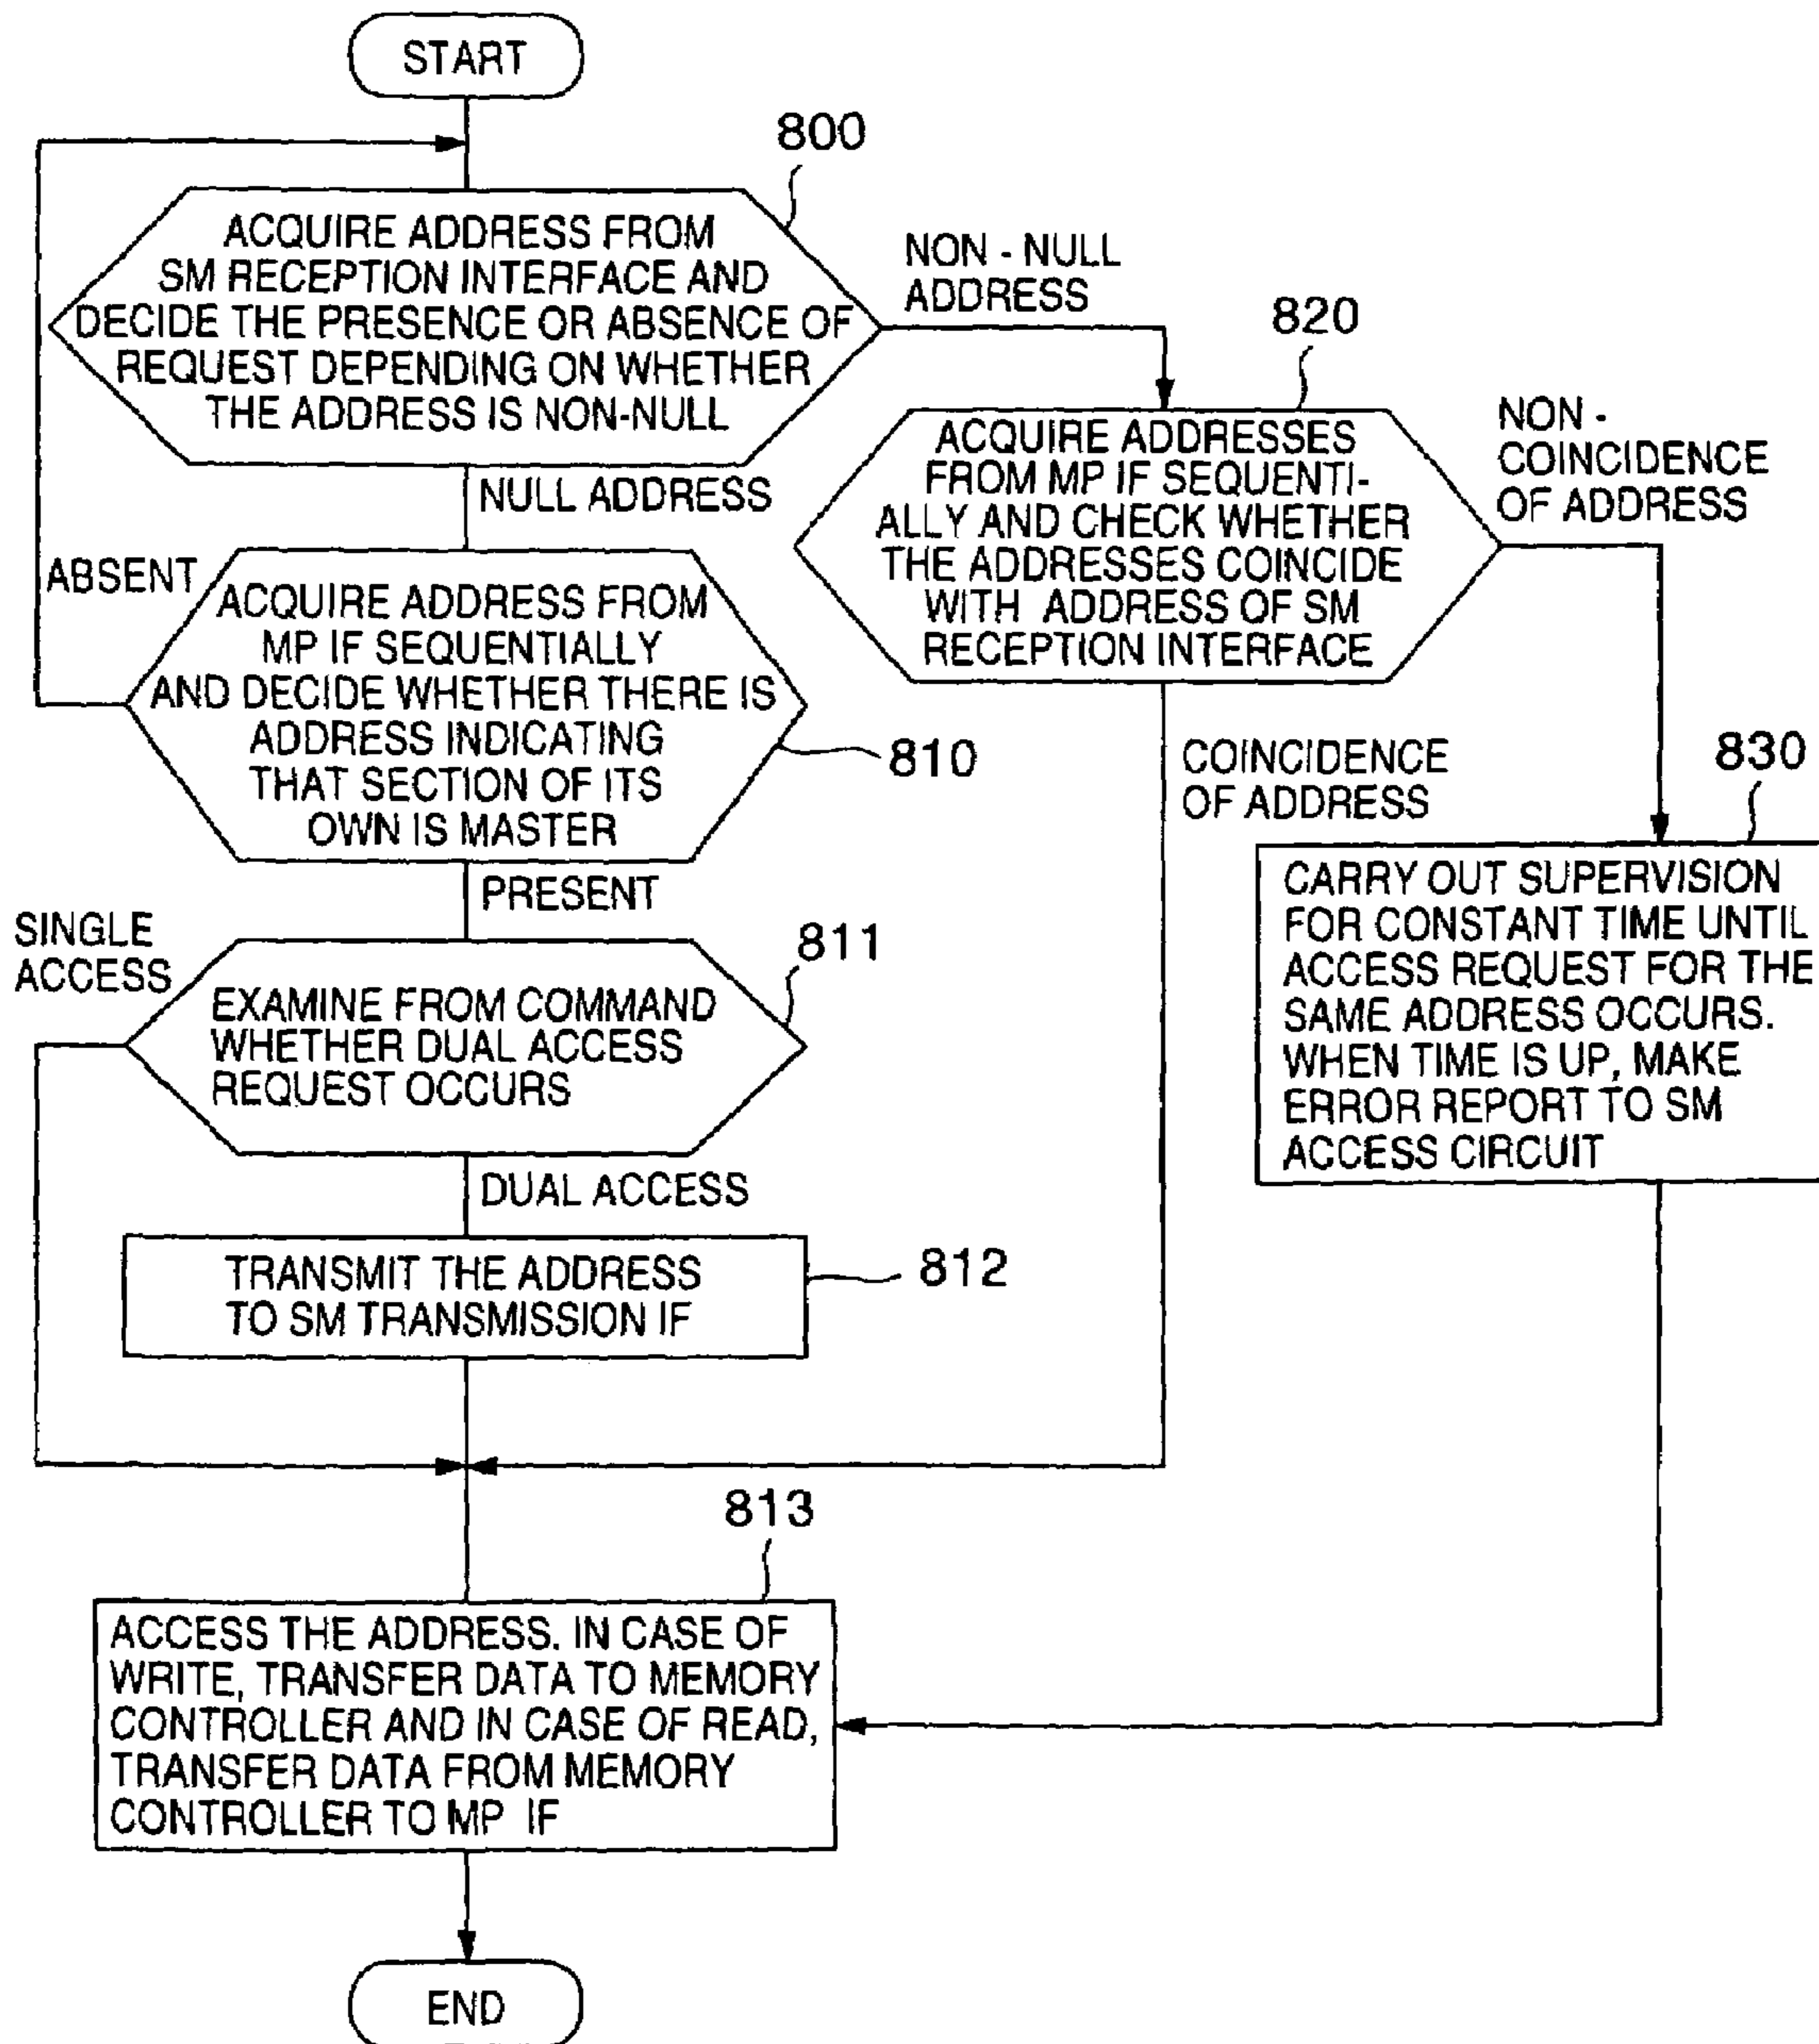 START
800
ACQUIRE ADDRESS FROM
SM RECEPTION INTERFACE AND
DECIDE THE PRESENCE OR ABSENCE OF
REQUEST DEPENDING ON WHETHER
THE ADDRESS IS NON-NULL
NON - NULL
ADDRESS
820
ACQUIRE ADDRESSES
FROM MP IF SEQUENTI-
ALLY AND CHECK WHETHER
THE ADDRESSES COINCIDE
WITH ADDRESS OF SM
RECEPTION INTERFACE
NON -
COINCIDENCE
OF ADDRESS
NULL ADDRESS
ABSENT
ACQUIRE ADDRESS FROM
MP IF SEQUENTIALLY
AND DECIDE WHETHER THERE IS
ADDRESS INDICATING
THAT SECTION OF ITS
OWN IS MASTER
810
COINCIDENCE
OF ADDRESS
830
CARRY OUT SUPERVISION
FOR CONSTANT TIME UNTIL
ACCESS REQUEST FOR THE
SAME ADDRESS OCCURS.
WHEN TIME IS UP, MAKE
ERROR REPORT TO SM
ACCESS CIRCUIT
PRESENT
SINGLE
ACCESS
811
EXAMINE FROM COMMAND
WHETHER DUAL ACCESS
REQUEST OCCURS
DUAL ACCESS
TRANSMIT THE ADDRESS
TO SM TRANSMISSION IF
812
813
ACCESS THE ADDRESS. IN CASE OF
WRITE, TRANSFER DATA TO MEMORY
CONTROLLER AND IN CASE OF READ,
TRANSFER DATA FROM MEMORY
CONTROLLER TO MP IF
END